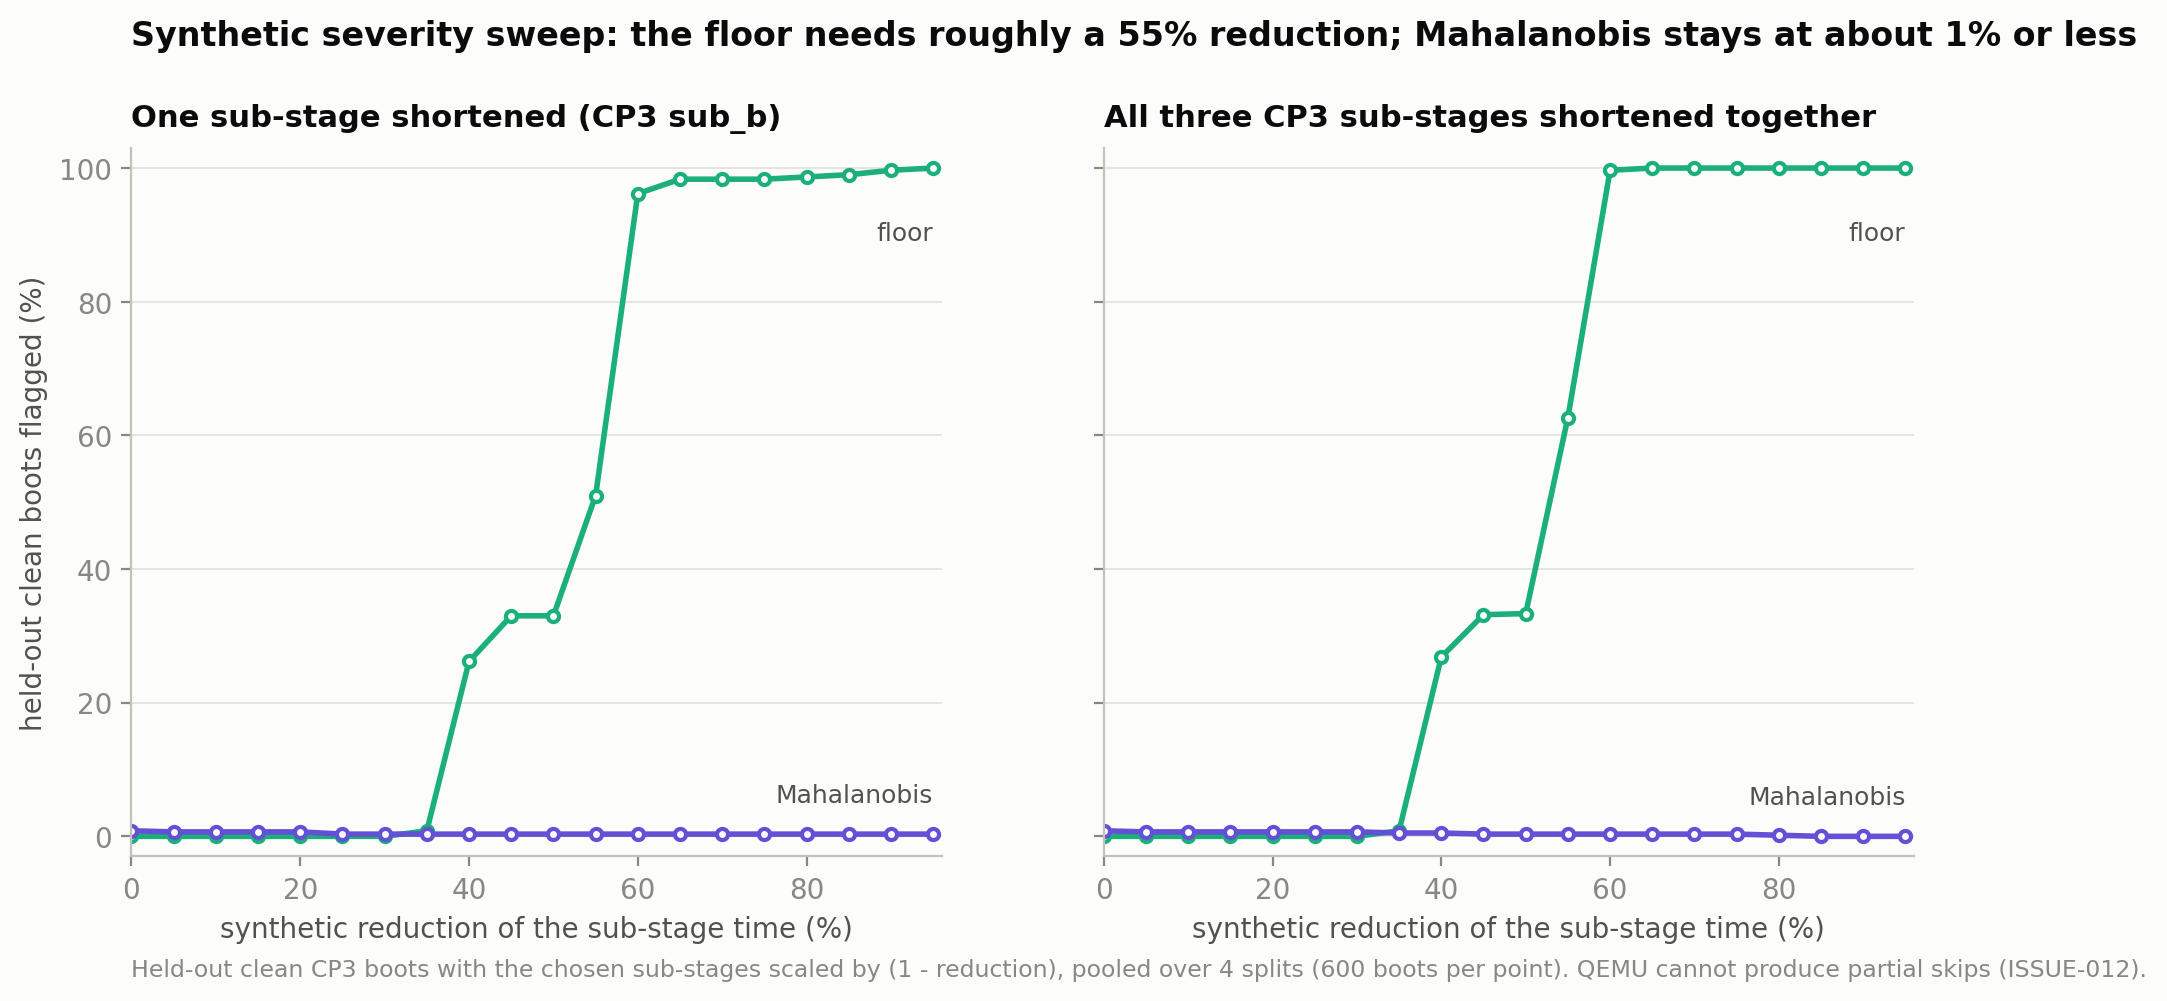 Synthetic severity sweep: the floor needs roughly a 55% reduction; Mahalanobis stays at about 1% or less
One sub-stage shortened (CP3 sub_b)
All three CP3 sub-stages shortened together
held-out clean boots flagged (%)
100
80
60
40
20
0
floor
Mahalanobis
floor
Mahalanobis
0 20 40 60 80
0 20 40 60 80
synthetic reduction of the sub-stage time (%)
synthetic reduction of the sub-stage time (%)
Held-out clean CP3 boots with the chosen sub-stages scaled by (1 - reduction), pooled over 4 splits (600 boots per point). QEMU cannot produce partial skips (ISSUE-012).